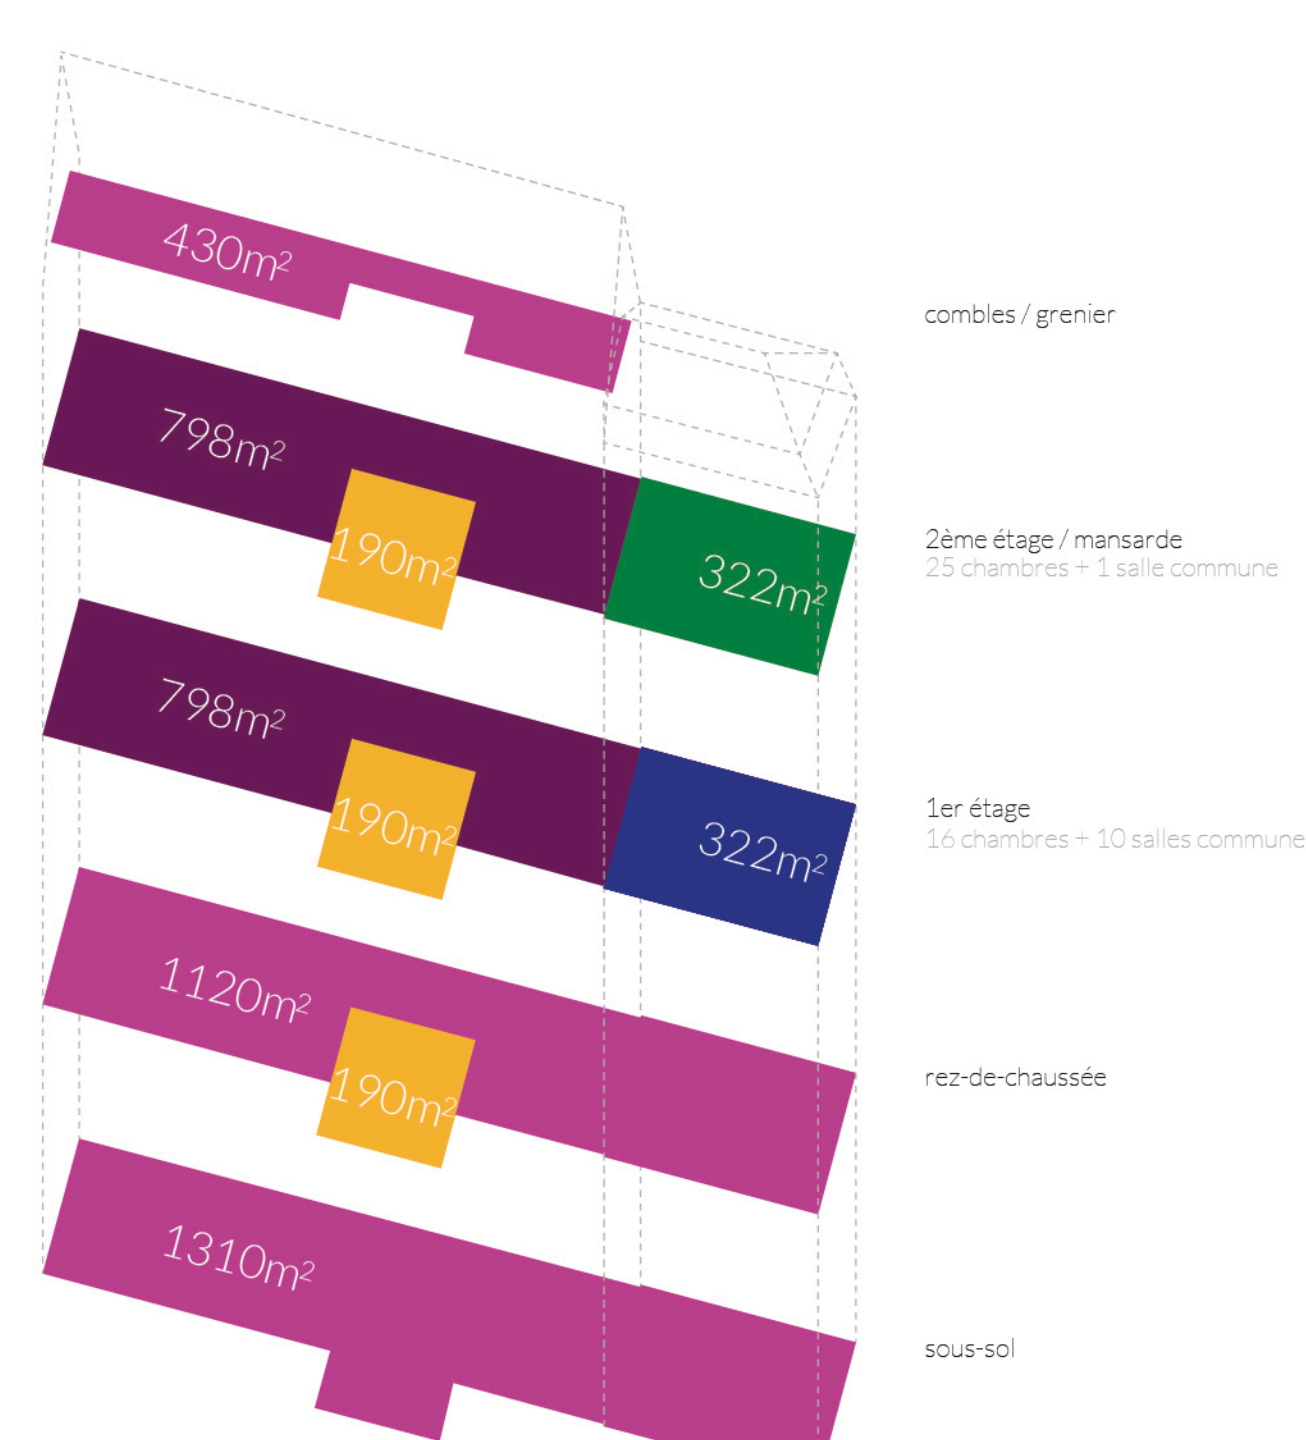 430m²
combles / grenier
798m²
190m²
322m²
2ème étage / mansarde
25 chambres + 1 salle commune
798m²
190m²
322m²
1er étage
16 chambres + 10 salles commune
1120m²
190m²
rez-de-chaussée
1310m²
sous-sol